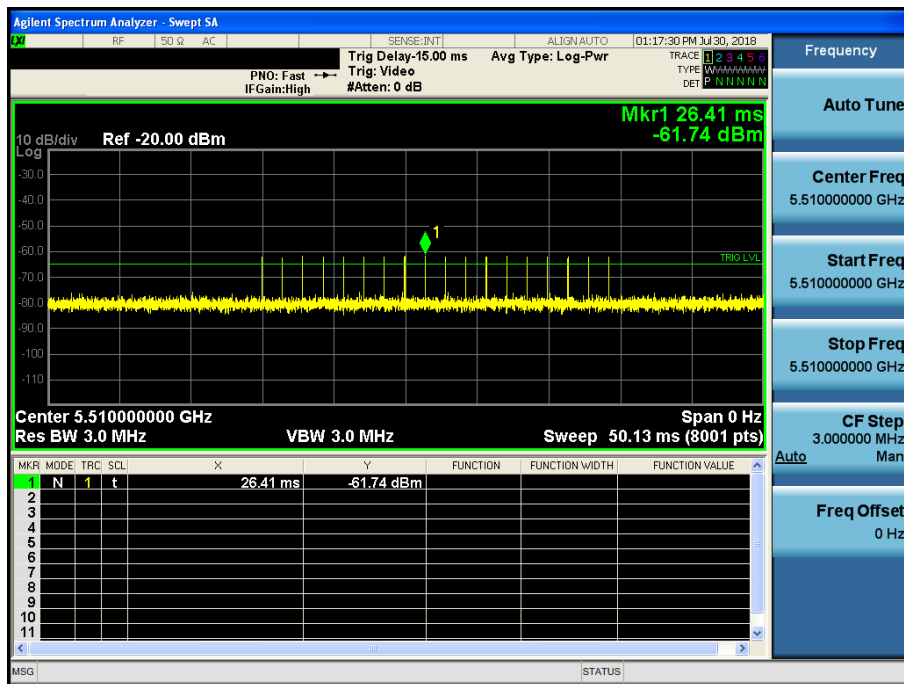 Agilent Spectrum Analyzer - Swept SA
LXI RF 50 Ω AC SENSE:INT ALIGNAUTO 01:17:30 PM Jul 30, 2018
Trig Delay-15.00 ms Avg Type: Log-Pwr TRACE 1 2 3 4 5 6
PNO: Fast Trig: Video TYPE WWWWWW
IFGain:High #Atten: 0 dB DET P N N N N N
Mkr1 26.41 ms
-61.74 dBm
10 dB/div Ref -20.00 dBm
Log
-30.0
-40.0
-50.0
1
-60.0
TRIG LVL
-70.0
-80.0
-90.0
-100
-110
Center 5.510000000 GHz Span 0 Hz
Res BW 3.0 MHz VBW 3.0 MHz Sweep 50.13 ms (8001 pts)
MKR MODE TRC SCL X Y FUNCTION FUNCTION WIDTH FUNCTION VALUE
1 N 1 t 26.41 ms -61.74 dBm
2
3
4
5
6
7
8
9
10
11
MSG STATUS
Frequency
Auto Tune
Center Freq
5.510000000 GHz
Start Freq
5.510000000 GHz
Stop Freq
5.510000000 GHz
CF Step
3.000000 MHz
Auto Man
Freq Offset
0 Hz